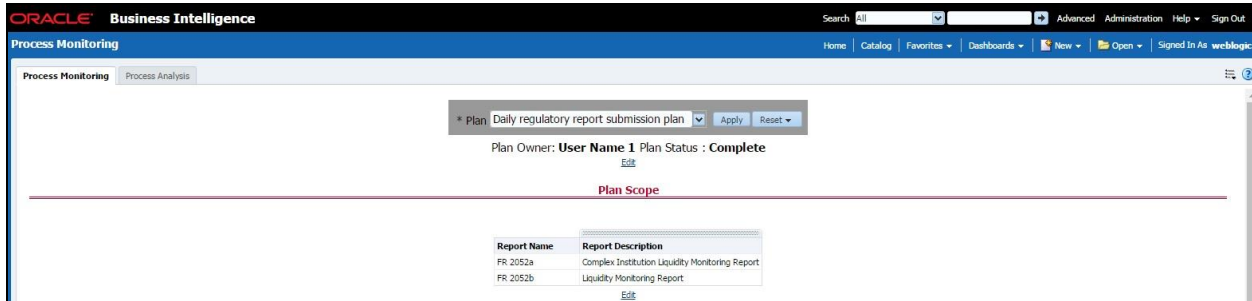 ORACLE Business Intelligence Search All Advanced Administration Help Sign Out
Process Monitoring Home Catalog Favorites Dashboards New Open Signed In As weblogic
Process Monitoring Process Analysis
* Plan Daily regulatory report submission plan Apply Reset
Plan Owner: User Name 1 Plan Status : Complete
Edit
Plan Scope
Report Name Report Description
FR 2052a Complex Institution Liquidity Monitoring Report
FR 2052b Liquidity Monitoring Report
Edit